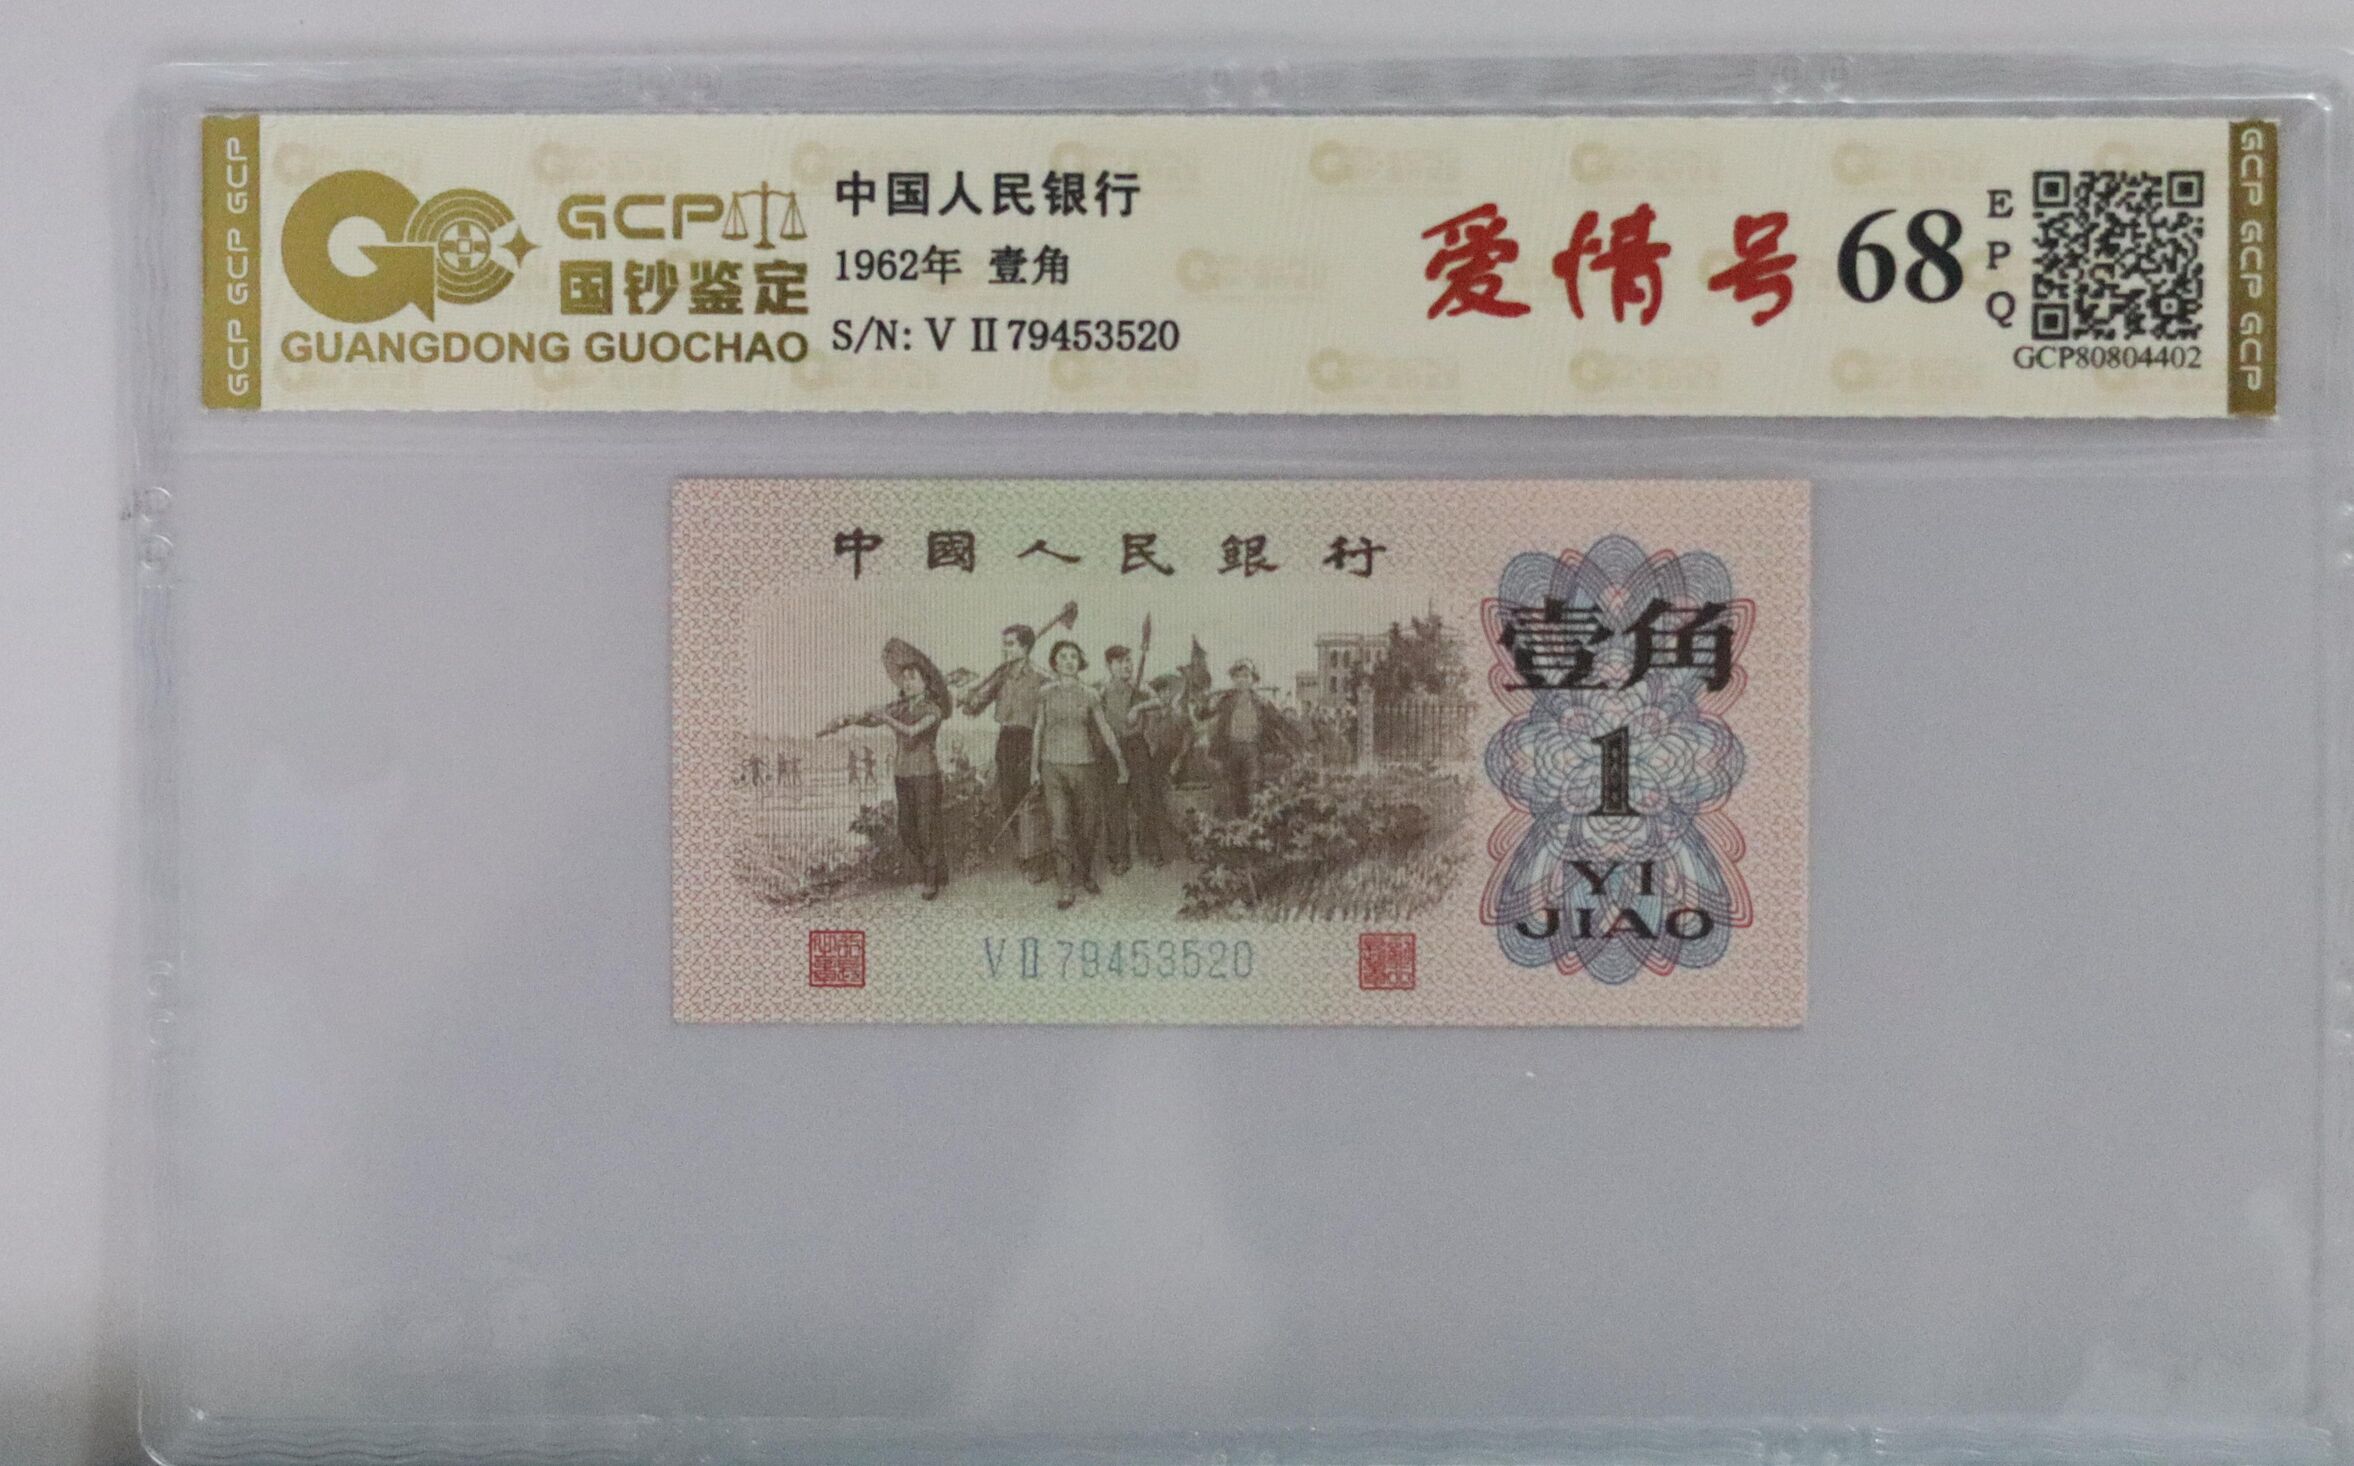 GCP GCP GCP
GCP
国钞鉴定
GUANGDONG GUOCHAO
中国人民银行
1962年 壹角
S/N: V II 79453520
爱情号 68
EPQ
GCP80804402
GCP GCP GCP
中國人民銀行
壹角
1
YI
JIAO
V II 79453520